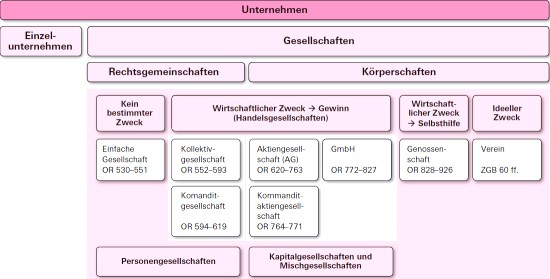 Unternehmen
Einzel-
unternehmen
Gesellschaften
Rechtsgemeinschaften
Körperschaften
Kein
bestimmter
Zweck
Wirtschaftlicher Zweck → Gewinn
(Handelsgesellschaften)
Wirtschaft-
licher Zweck
→ Selbsthilfe
Ideeller
Zweck
Einfache
Gesellschaft
OR 530–551
Kollektiv-
gesellschaft
OR 552–593
Aktiengesell-
schaft (AG)
OR 620–763
GmbH
OR 772–827
Genossen-
schaft
OR 828–926
Verein
ZGB 60 ff.
Komandit-
gesellschaft
OR 594-619
Kommandit-
aktiengesell-
schaft
OR 764-771
Personengesellschaften
Kapitalgesellschaften und
Mischgesellschaften